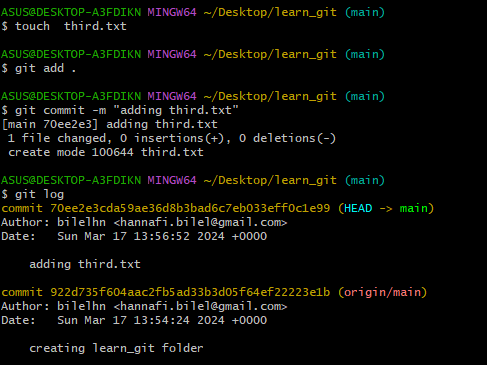 ASUS@DESKTOP-A3FDIKN MINGW64 ~/Desktop/learn_git (main)
$ touch  third.txt
ASUS@DESKTOP-A3FDIKN MINGW64 ~/Desktop/learn_git (main)
$ git add .
ASUS@DESKTOP-A3FDIKN MINGW64 ~/Desktop/learn_git (main)
$ git commit -m "adding third.txt"
[main 70ee2e3] adding third.txt
 1 file changed, 0 insertions(+), 0 deletions(-)
 create mode 100644 third.txt
ASUS@DESKTOP-A3FDIKN MINGW64 ~/Desktop/learn_git (main)
$ git log
commit 70ee2e3cda59ae36d8b3bad6c7eb033eff0c1e99 (HEAD -> main)
Author: bilelhn <hannafi.bilel@gmail.com>
Date:   Sun Mar 17 13:56:52 2024 +0000
    adding third.txt
commit 922d735f604aac2fb5ad33b3d05f64ef22223e1b (origin/main)
Author: bilelhn <hannafi.bilel@gmail.com>
Date:   Sun Mar 17 13:54:24 2024 +0000
    creating learn_git folder